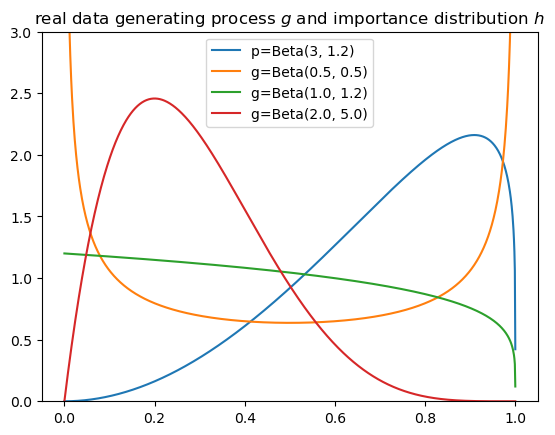 real data generating process g and importance distribution h
p=Beta(3, 1.2)
g=Beta(0.5, 0.5)
g=Beta(1.0, 1.2)
g=Beta(2.0, 5.0)
3.0
2.5
2.0
1.5
1.0
0.5
0.0
0.0 0.2 0.4 0.6 0.8 1.0